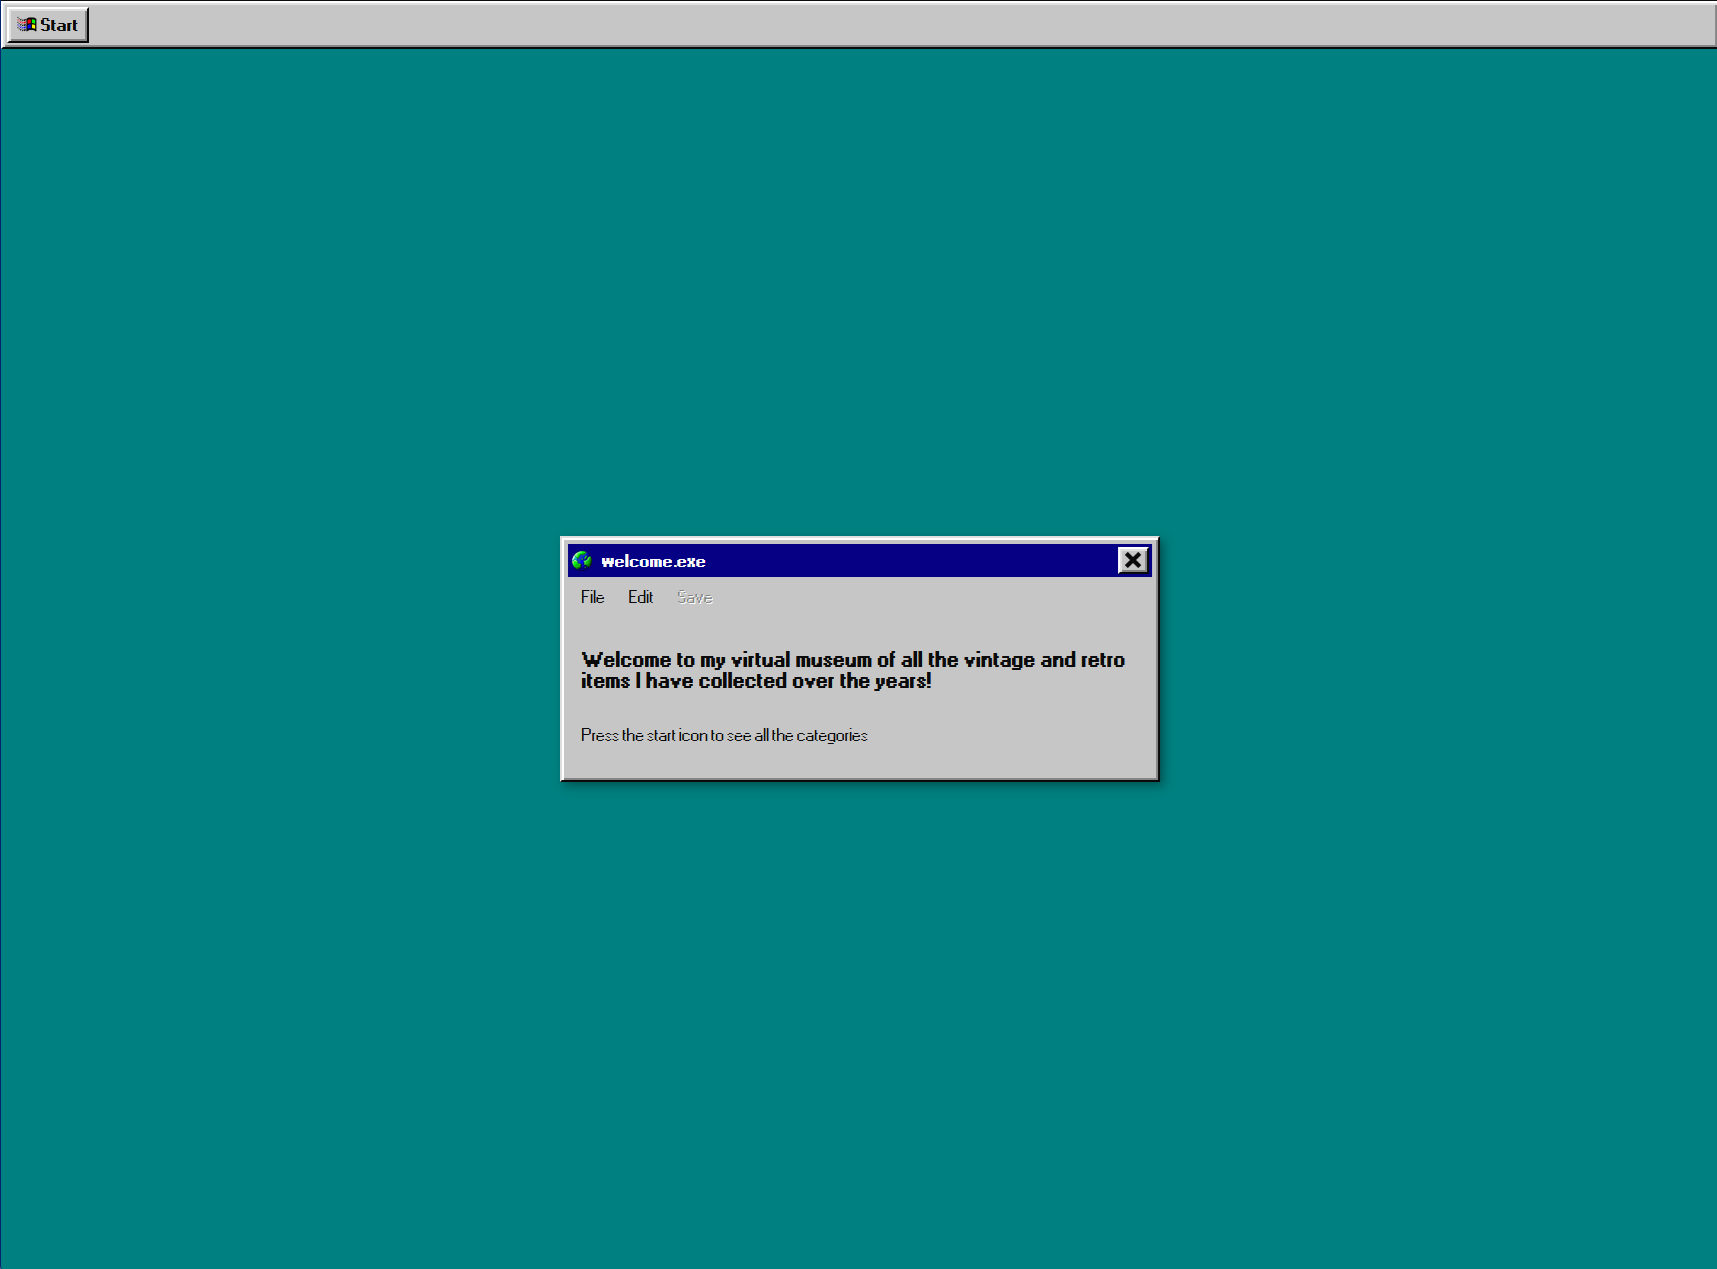 Start
welcome.exe
File Edit Save
Welcome to my virtual museum of all the vintage and retro
items I have collected over the years!
Press the start icon to see all the categories